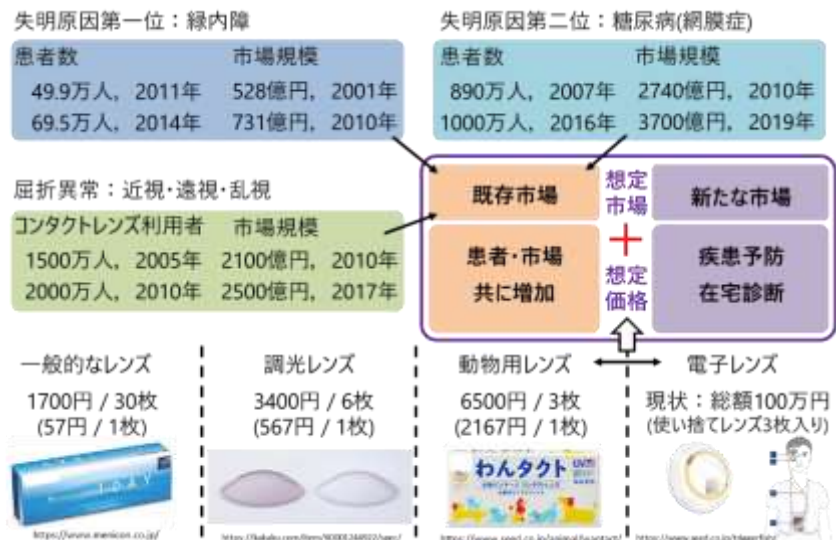 失明原因第一位：緑内障
患者数 市場規模
49.9万人，2011年 528億円，2001年
69.5万人，2014年 731億円，2010年
失明原因第二位：糖尿病(網膜症)
患者数 市場規模
890万人，2007年 2740億円，2010年
1000万人，2016年 3700億円，2019年
屈折異常：近視・遠視・乱視
コンタクトレンズ利用者 市場規模
1500万人，2005年 2100億円，2010年
2000万人，2010年 2500億円，2017年
既存市場
患者・市場
共に増加
想定
市場
+
想定
価格
新たな市場
疾患予防
在宅診断
一般的なレンズ
1700円 / 30枚
(57円 / 1枚)
1DAY
https://www.menicon.co.jp/
調光レンズ
3400円 / 6枚
(567円 / 1枚)
動物用レンズ
6500円 / 3枚
(2167円 / 1枚)
わんタクト
電子レンズ
現状：総額100万円
(使い捨てレンズ3枚入り)